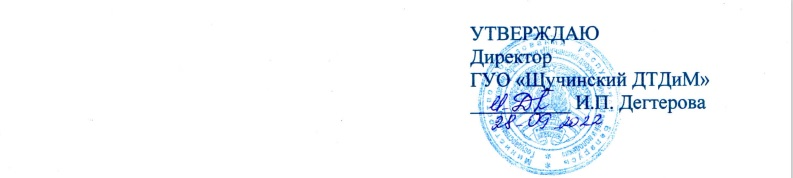 УТВЕРЖДАЮ
Директор
ГУО «Щучинский ДТДиМ»
И.П. Дегтерова
28.09.2022